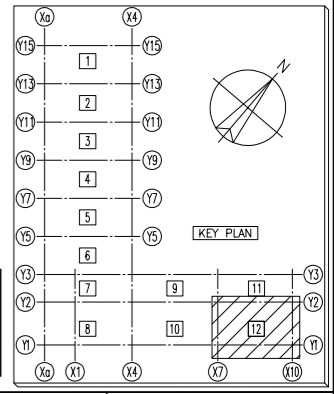 Xa X4
Y15 Y15
1
N
Y13 Y13
2
Y11 Y11
3
Y9 Y9
4
Y7 Y7
5
KEY PLAN
Y5 Y5
6
Y3 Y3
7 9 11
Y2 Y2
8 10 12
Y1 Y1
Xa X1 X4 X7 X10